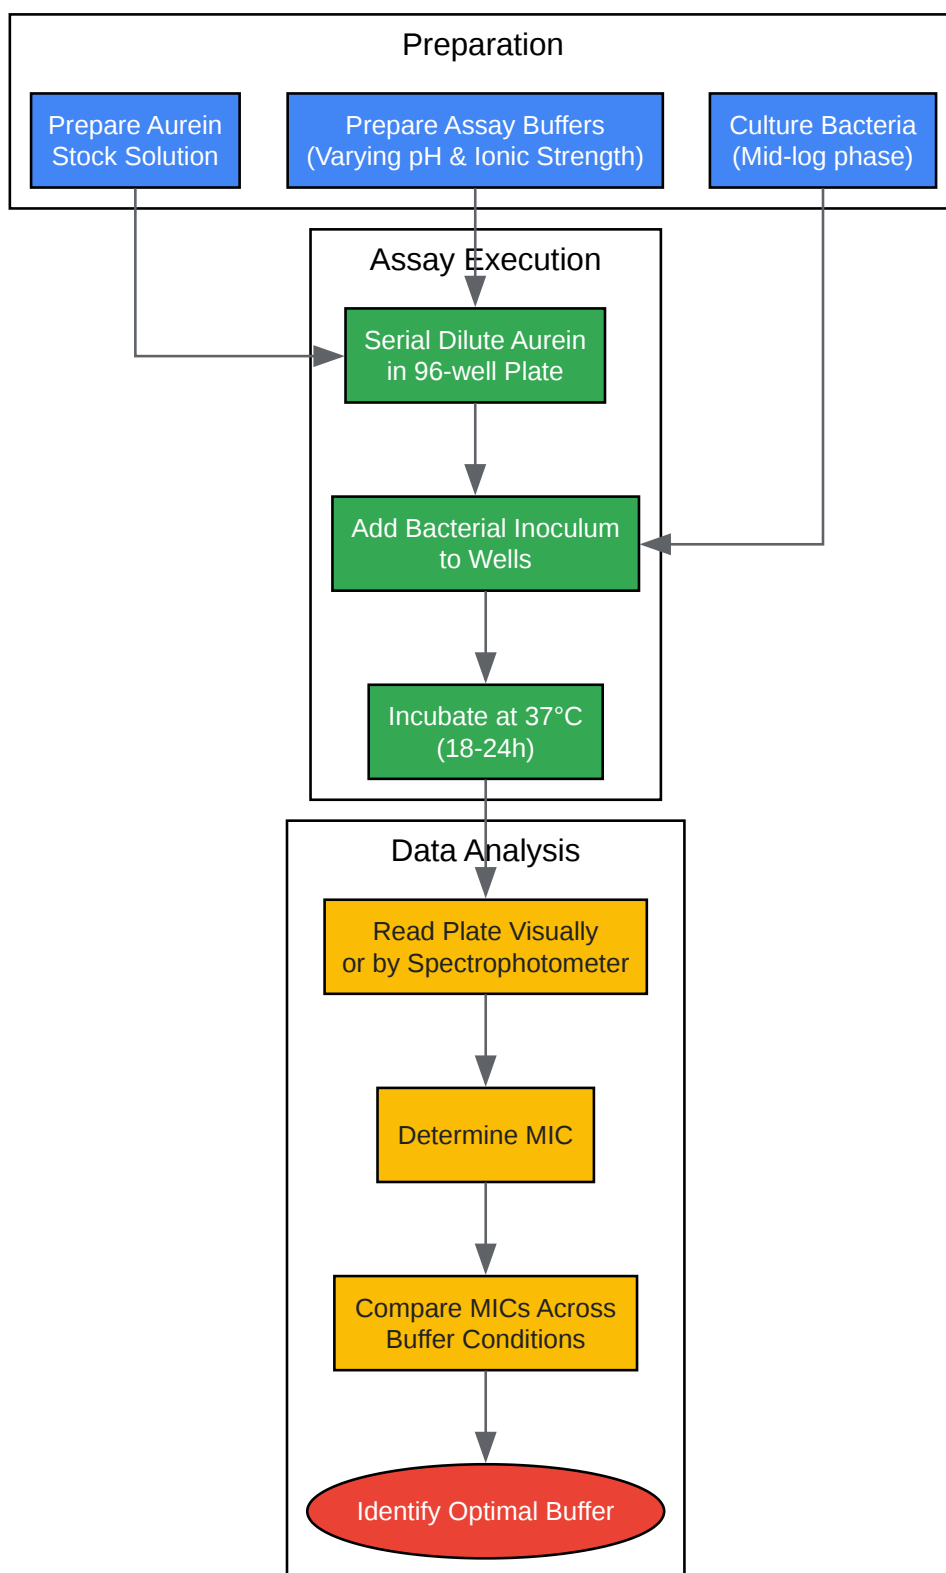 Preparation
Prepare Aurein
Stock Solution
Prepare Assay Buffers
(Varying pH & Ionic Strength)
Culture Bacteria
(Mid-log phase)
Assay Execution
Serial Dilute Aurein
in 96-well Plate
Add Bacterial Inoculum
to Wells
Incubate at 37°C
(18-24h)
Data Analysis
Read Plate Visually
or by Spectrophotometer
Determine MIC
Compare MICs Across
Buffer Conditions
Identify Optimal Buffer